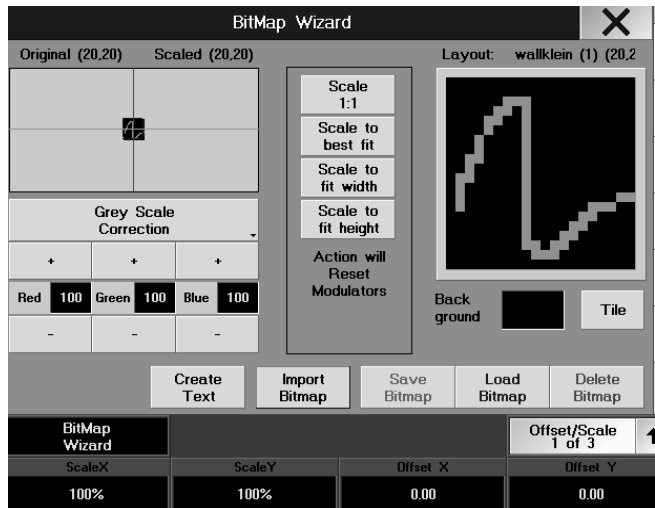 BitMap Wizard
Original (20,20) Scaled (20,20)
Layout: wallklein (1) (20,2
Scale
1:1
Scale to
best fit
Scale to
fit width
Scale to
fit height
Action will
Reset
Modulators
Grey Scale
Correction
+ + +
Red 100 Green 100 Blue 100
- - -
Back
ground
Tile
Create
Text
Import
Bitmap
Save
Bitmap
Load
Bitmap
Delete
Bitmap
BitMap
Wizard
Offset/Scale
1 of 3
ScaleX ScaleY Offset X Offset Y
100% 100% 0.00 0.00